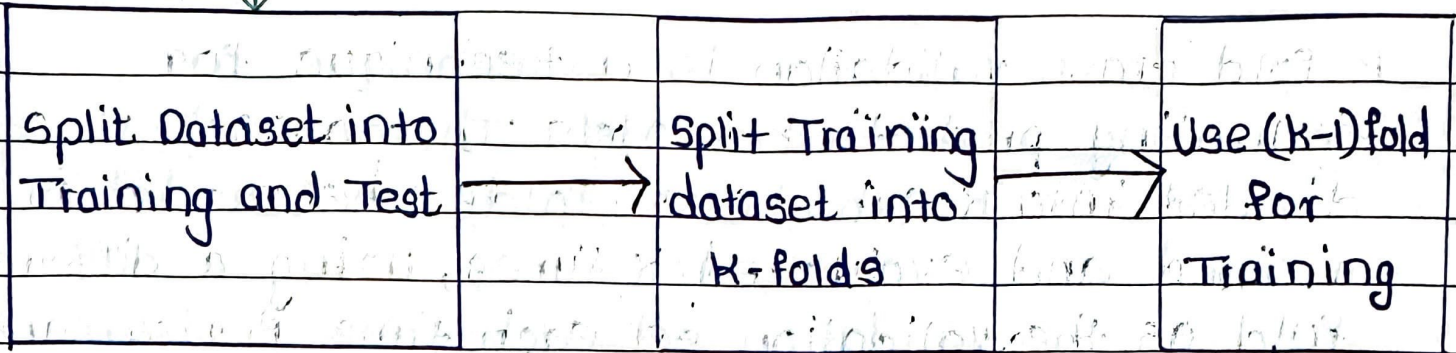 Split Dataset into
Training and Test
Split Training
dataset into
K-folds
Use (K-1) fold
for
Training